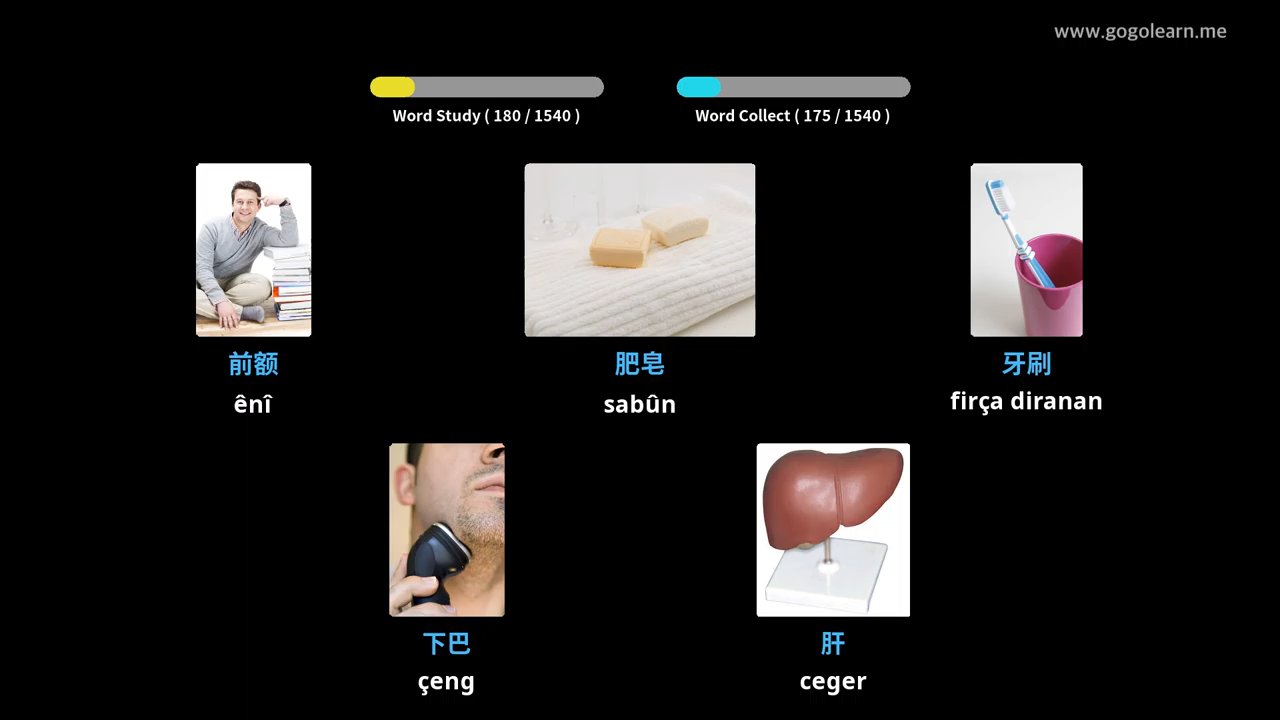 www.gogolearn.me
Word Study ( 180 / 1540 )
Word Collect ( 175 / 1540 )
前额
ênî
肥皂
sabûn
牙刷
firça diranan
下巴
çeng
肝
ceger